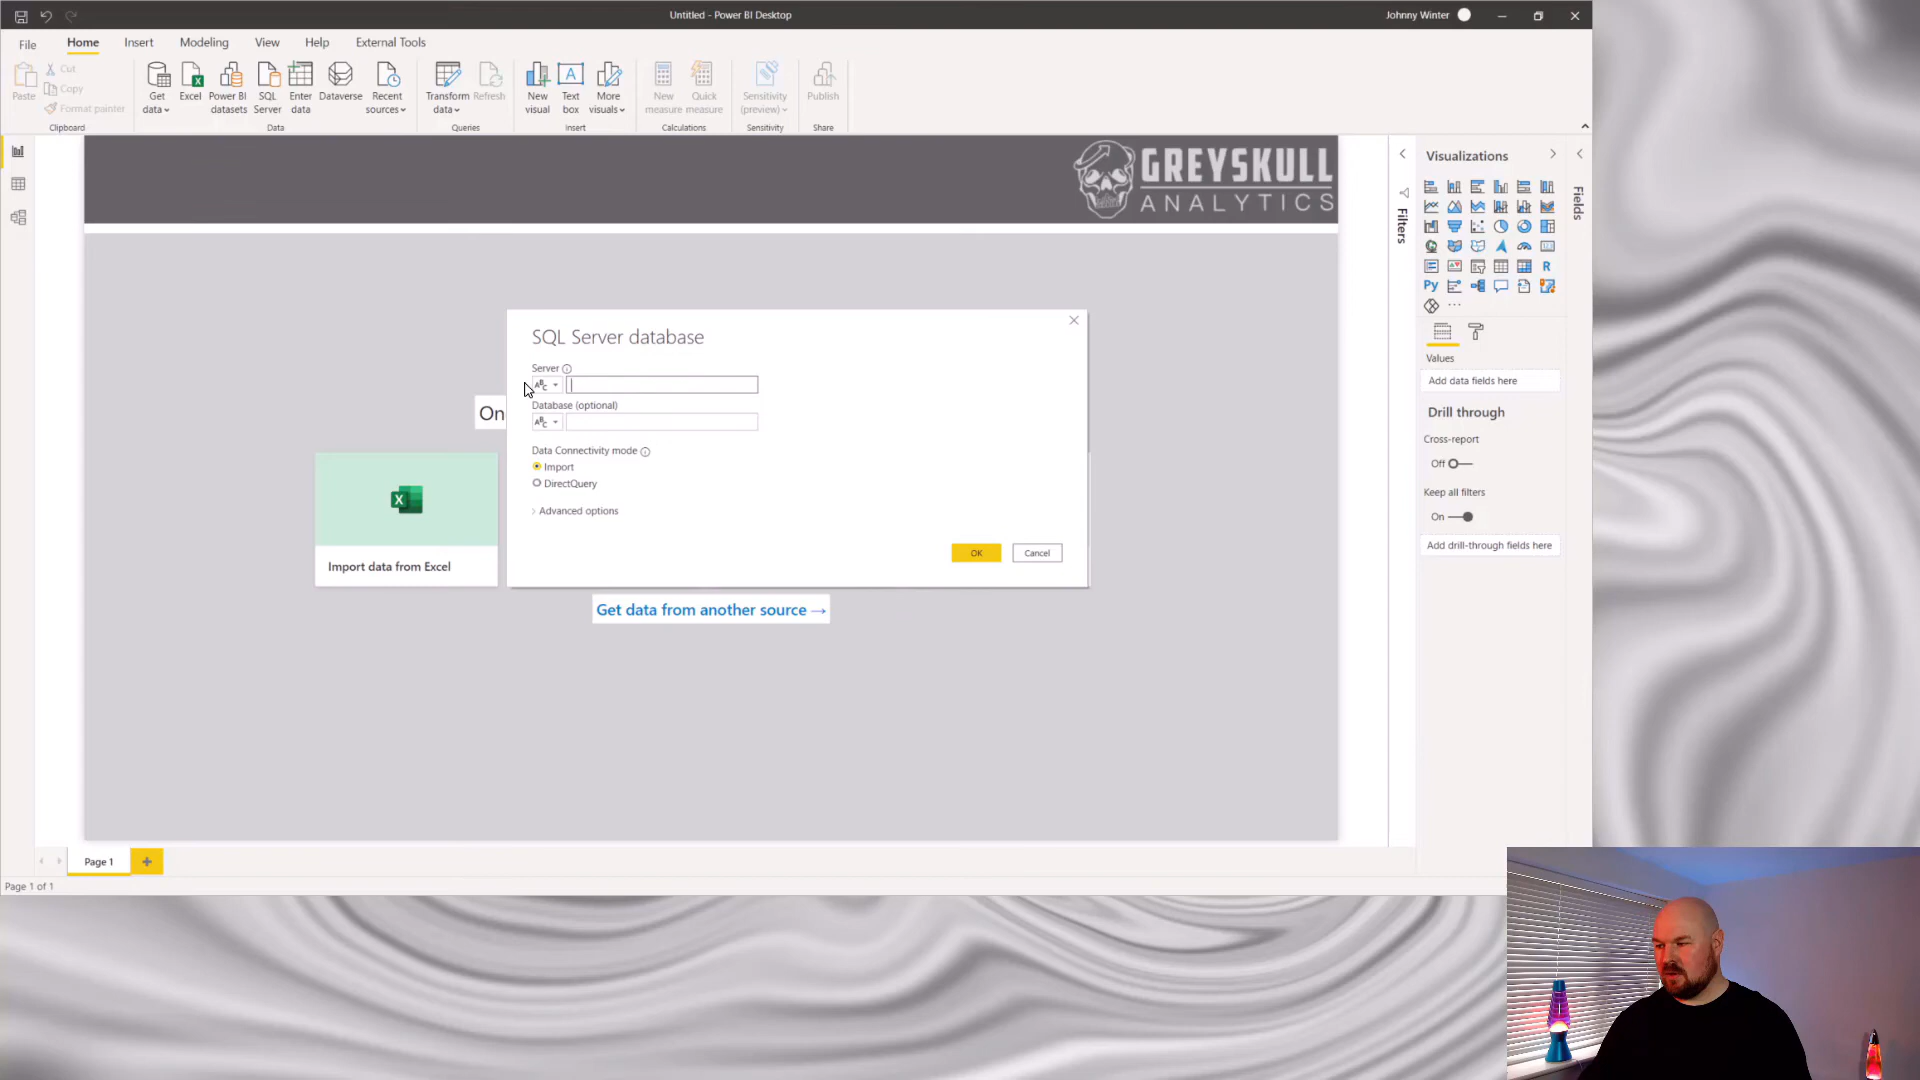 Untitled - Power BI Desktop
Johnny Winter
File
Home
Insert
Modeling
View
Help
External Tools
Paste
Cut
Copy
Format painter
Clipboard
Get data
Excel
Power BI datasets
SQL Server
Enter data
Dataverse
Recent sources
Data
Transform data
Refresh
Queries
New visual
Text box
More visuals
Insert
New measure
Quick measure
Calculations
Sensitivity (preview)
Sensitivity
Publish
Share
GREYSKULL
ANALYTICS
SQL Server database
Server
Database (optional)
Data Connectivity mode
Import
DirectQuery
Advanced options
OK
Cancel
On
Import data from Excel
Get data from another source →
Filters
Visualizations
Fields
R
Py
Values
Add data fields here
Drill through
Cross-report
Off
Keep all filters
On
Add drill-through fields here
Page 1
Page 1 of 1